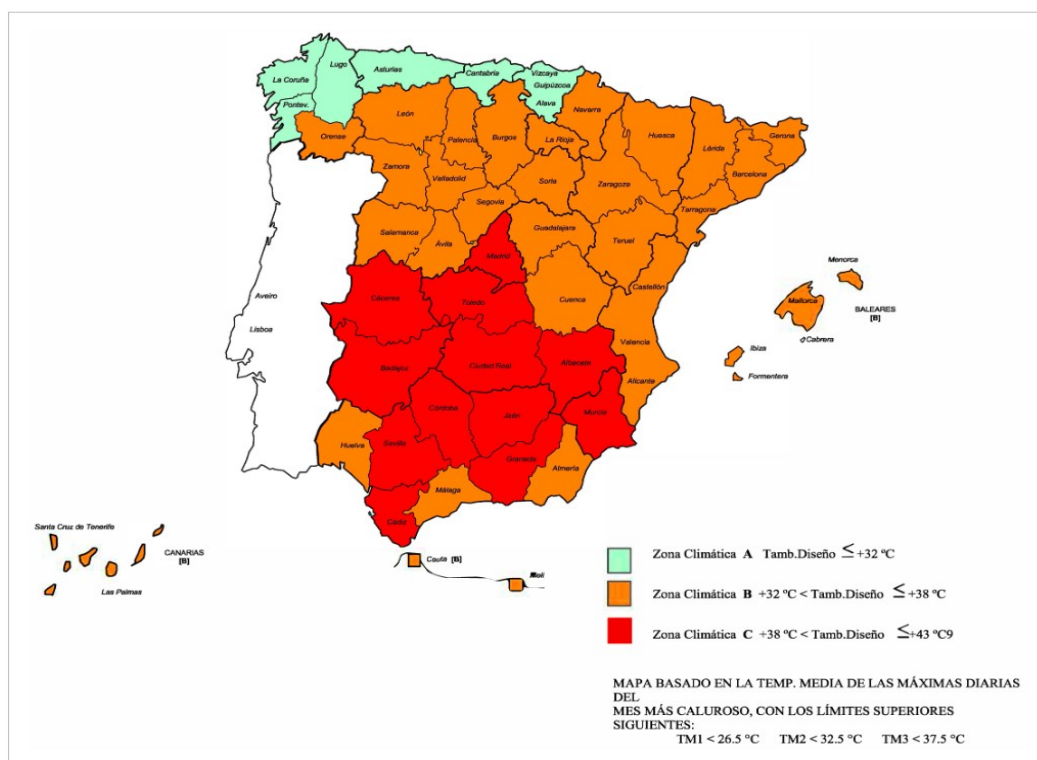 La Coruña
Lugo
Asturias
Cantabria
Vizcaya
Guipúzcoa
Alava
Pontev.
Orense
León
Palencia
Burgos
La Rioja
Navarra
Huesca
Lérida
Gerona
Barcelona
Zamora
Valladolid
Soria
Zaragoza
Tarragona
Segovia
Salamanca
Ávila
Guadalajara
Teruel
Madrid
Castellón
Menorca
Mallorca
BALEARES
[B]
Cabrera
Ibiza
Formentera
Aveiro
Lisboa
Cáceres
Toledo
Cuenca
Valencia
Badajoz
Ciudad Real
Albacete
Alicante
Córdoba
Jaén
Murcia
Huelva
Sevilla
Granada
Almería
Málaga
Cádiz
Santa Cruz de Tenerife
CANARIAS
[B]
Las Palmas
Ceuta [B]
Zona Climática A Tamb.Diseño ≤ +32 ºC
Zona Climática B +32 ºC < Tamb.Diseño ≤ +38 ºC
Zona Climática C +38 ºC < Tamb.Diseño ≤+43 ºC9
MAPA BASADO EN LA TEMP. MEDIA DE LAS MÁXIMAS DIARIAS
DEL
MES MÁS CALUROSO, CON LOS LÍMITES SUPERIORES
SIGUIENTES:
TM1 < 26.5 °C TM2 < 32.5 °C TM3 < 37.5 °C